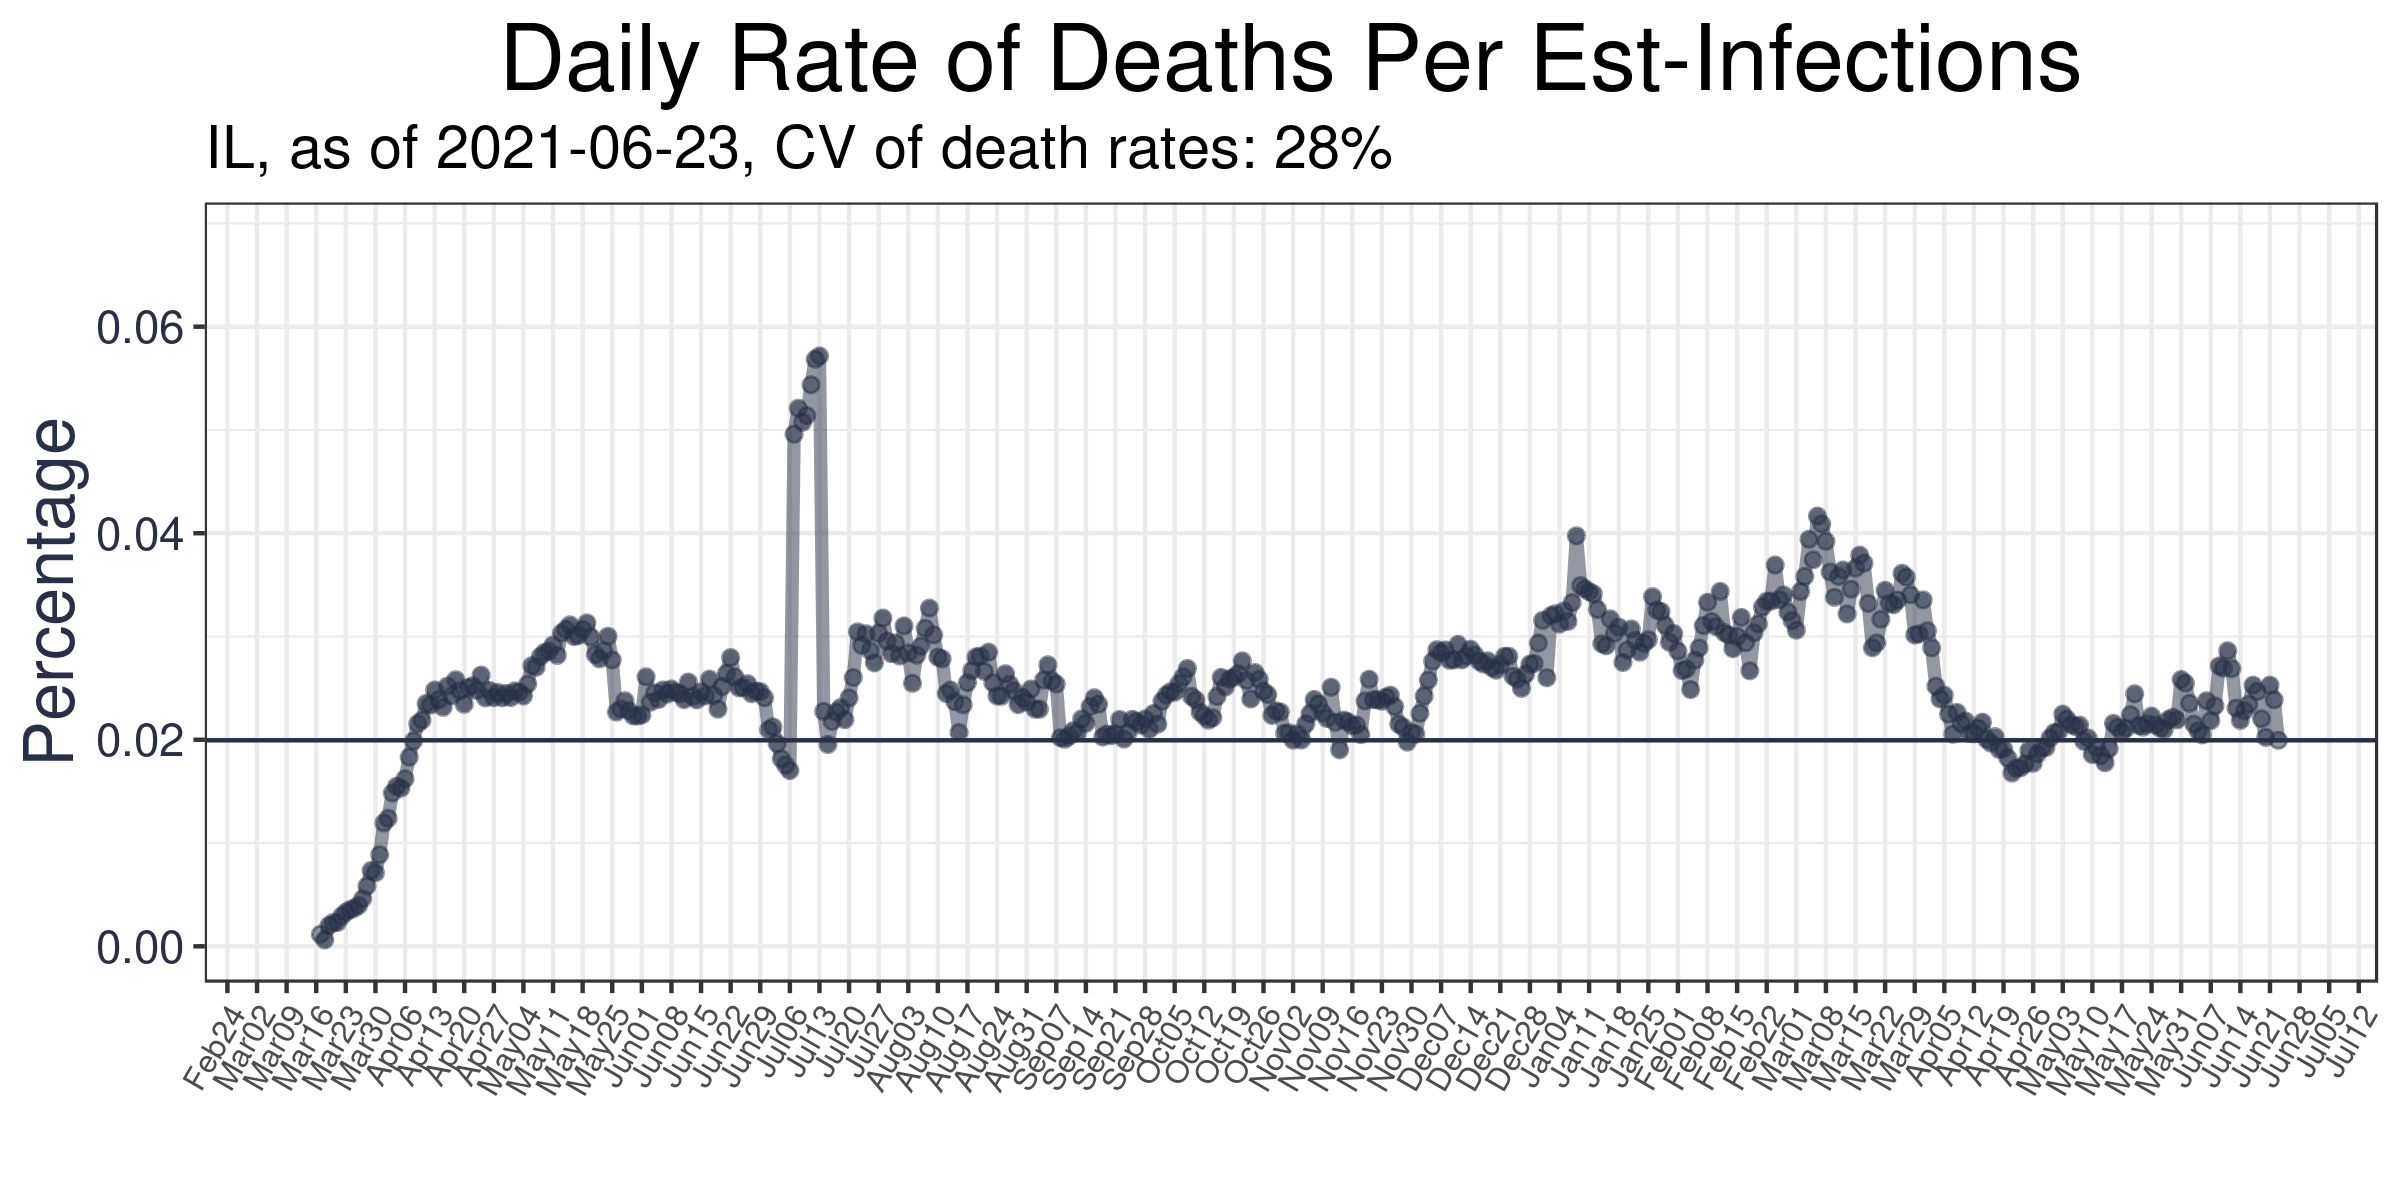 Daily Rate of Deaths Per Est-Infections
IL, as of 2021-06-23, CV of death rates: 28%
Percentage
0.06
0.04
0.02
0.00
Feb24
Mar02
Mar09
Mar16
Mar23
Mar30
Apr06
Apr13
Apr20
Apr27
May04
May11
May18
May25
Jun01
Jun08
Jun15
Jun22
Jun29
Jul06
Jul13
Jul20
Jul27
Aug03
Aug10
Aug17
Aug24
Aug31
Sep07
Sep14
Sep21
Sep28
Oct05
Oct12
Oct19
Oct26
Nov02
Nov09
Nov16
Nov23
Nov30
Dec07
Dec14
Dec21
Dec28
Jan04
Jan11
Jan18
Jan25
Feb01
Feb08
Feb15
Feb22
Mar01
Mar08
Mar15
Mar22
Mar29
Apr05
Apr12
Apr19
Apr26
May03
May10
May17
May24
May31
Jun07
Jun14
Jun21
Jun28
Jul05
Jul12